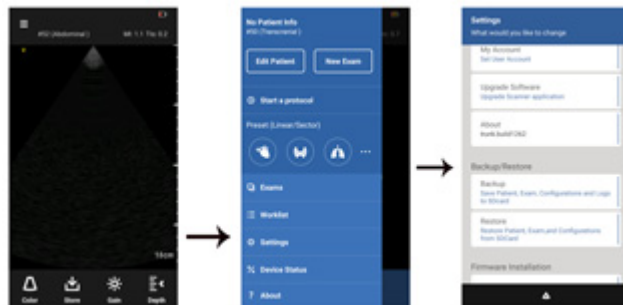 #52 (Abdominal)
MI: 1.1 TIs: 0.2
16cm
Color
Store
Gain
Depth
No Patient Info
#50 (Transcranial)
Edit Patient
New Exam
Start a protocol
Preset (Linear/Sector)
Exams
Worklist
Settings
Device Status
? About
Settings
What would you like to change
My Account
Set User Account
Upgrade Software
Upgrade Scanner application
About
Backup/Restore
Backup
Save Patient, Exam, Configurations and Logs
to SDcard
Restore
Restore Patient, Exam,and Configurations
from SDCard
Firmware Installation